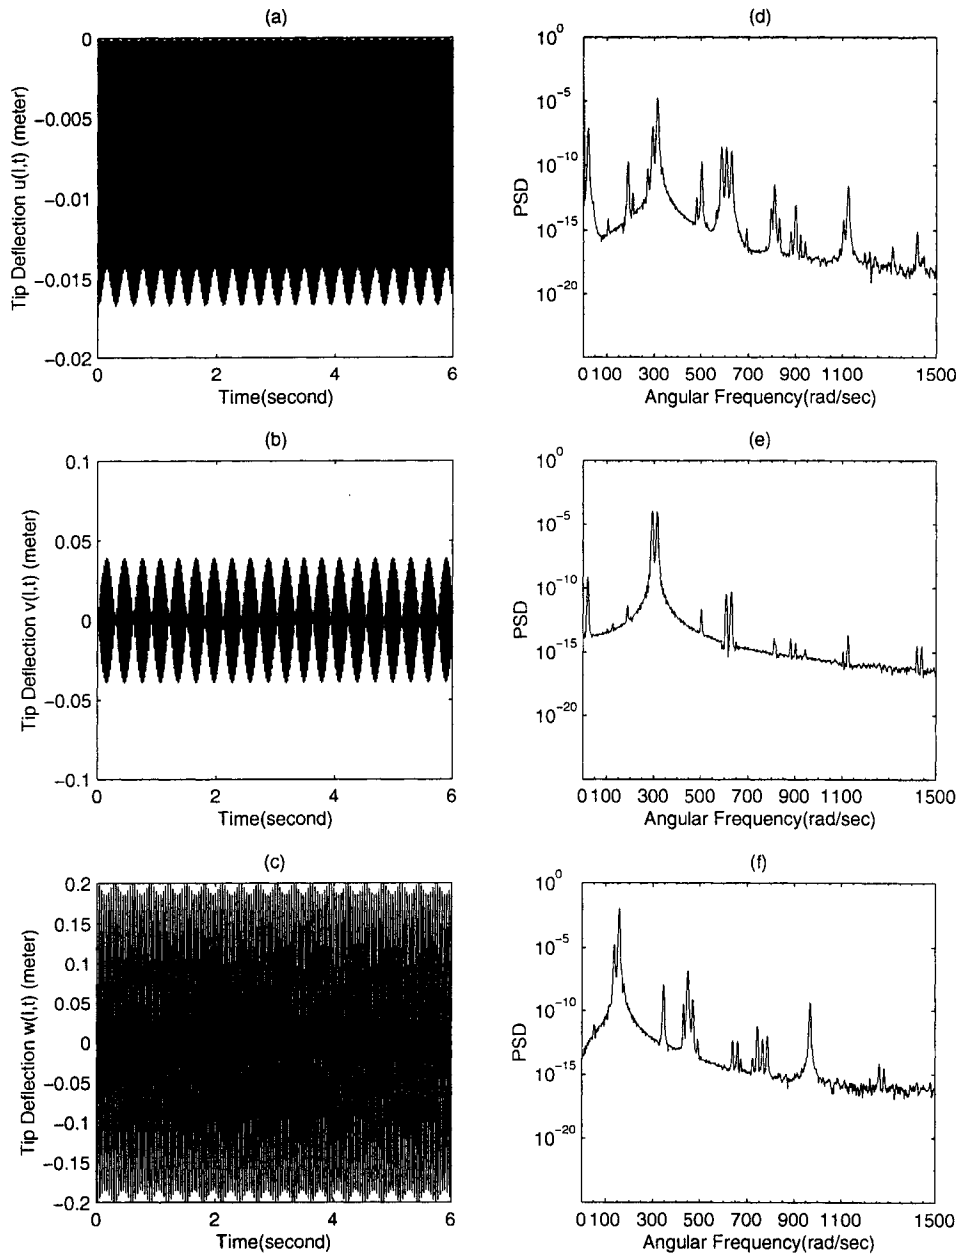 (a)
0
−0.005
−0.01
−0.015
−0.02
Tip Deflection u(l,t) (meter)
0 2 4 6
Time(second)
(d)
10^0
10^−5
10^−10
10^−15
10^−20
PSD
0 100 300 500 700 900 1100 1500
Angular Frequency(rad/sec)
(b)
0.1
0.05
0
−0.05
−0.1
Tip Deflection v(l,t) (meter)
0 2 4 6
Time(second)
(e)
10^0
10^−5
10^−10
10^−15
10^−20
PSD
0 100 300 500 700 900 1100 1500
Angular Frequency(rad/sec)
(c)
0.2
0.15
0.1
0.05
0
−0.05
−0.1
−0.15
−0.2
Tip Deflection w(l,t) (meter)
0 2 4 6
Time(second)
(f)
10^0
10^−5
10^−10
10^−15
10^−20
PSD
0 100 300 500 700 900 1100 1500
Angular Frequency(rad/sec)